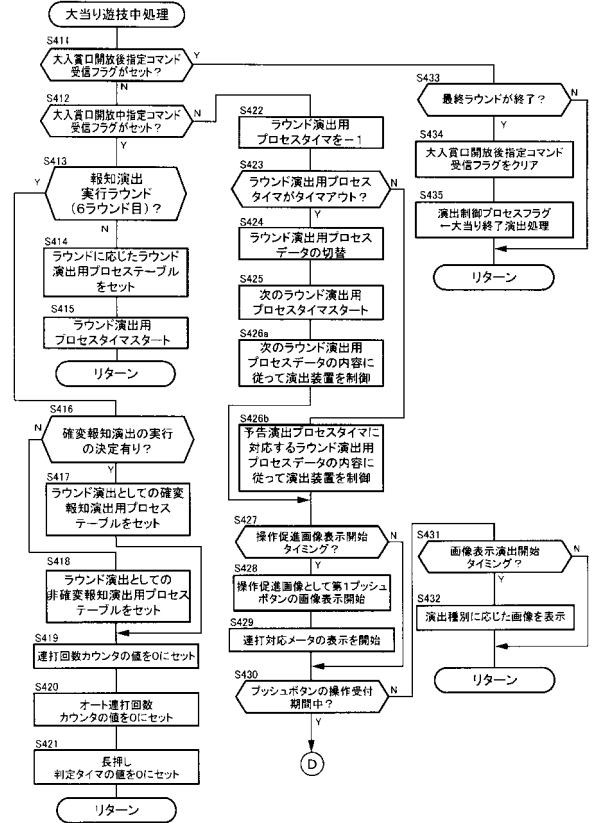 大当り遊技中処理
S411
大入賞口開放後指定コマンド
受信フラグがセット？
Y
N
S412
大入賞口開放中指定コマンド
受信フラグがセット？
N
Y
S413
報知演出
実行ラウンド
(6ラウンド目)？
Y
N
S414
ラウンドに応じたラウンド
演出用プロセステーブル
をセット
S415
ラウンド演出用
プロセスタイマスタート
リターン
S416
確変報知演出の実行
の決定有り？
N
Y
S417
ラウンド演出としての確変
報知演出用プロセス
テーブルをセット
S418
ラウンド演出としての
非確変報知演出用プロセス
テーブルをセット
S419
連打回数カウンタの値を0にセット
S420
オート連打回数
カウンタの値を0にセット
S421
長押し
判定タイマの値を0にセット
リターン
S422
ラウンド演出用
プロセスタイマを－1
S423
ラウンド演出用プロセス
タイマがタイムアウト？
N
Y
S424
ラウンド演出用プロセス
データの切替
S425
次のラウンド演出用
プロセスタイマスタート
S426a
次のラウンド演出用
プロセスデータの内容に
従って演出装置を制御
S426b
予告演出プロセスタイマに
対応するラウンド演出用
プロセスデータの内容に
従って演出装置を制御
S427
操作促進画像表示開始
タイミング？
N
Y
S428
操作促進画像として第1プッシュ
ボタンの画像表示開始
S429
連打対応メータの表示を開始
S430
プッシュボタンの操作受付
期間中？
N
Y
D
S433
最終ラウンドが終了？
N
Y
S434
大入賞口開放後指定コマンド
受信フラグをクリア
S435
演出制御プロセスフラグ
←大当り終了演出処理
リターン
S431
画像表示演出開始
タイミング？
N
Y
S432
演出種別に応じた画像を表示
リターン